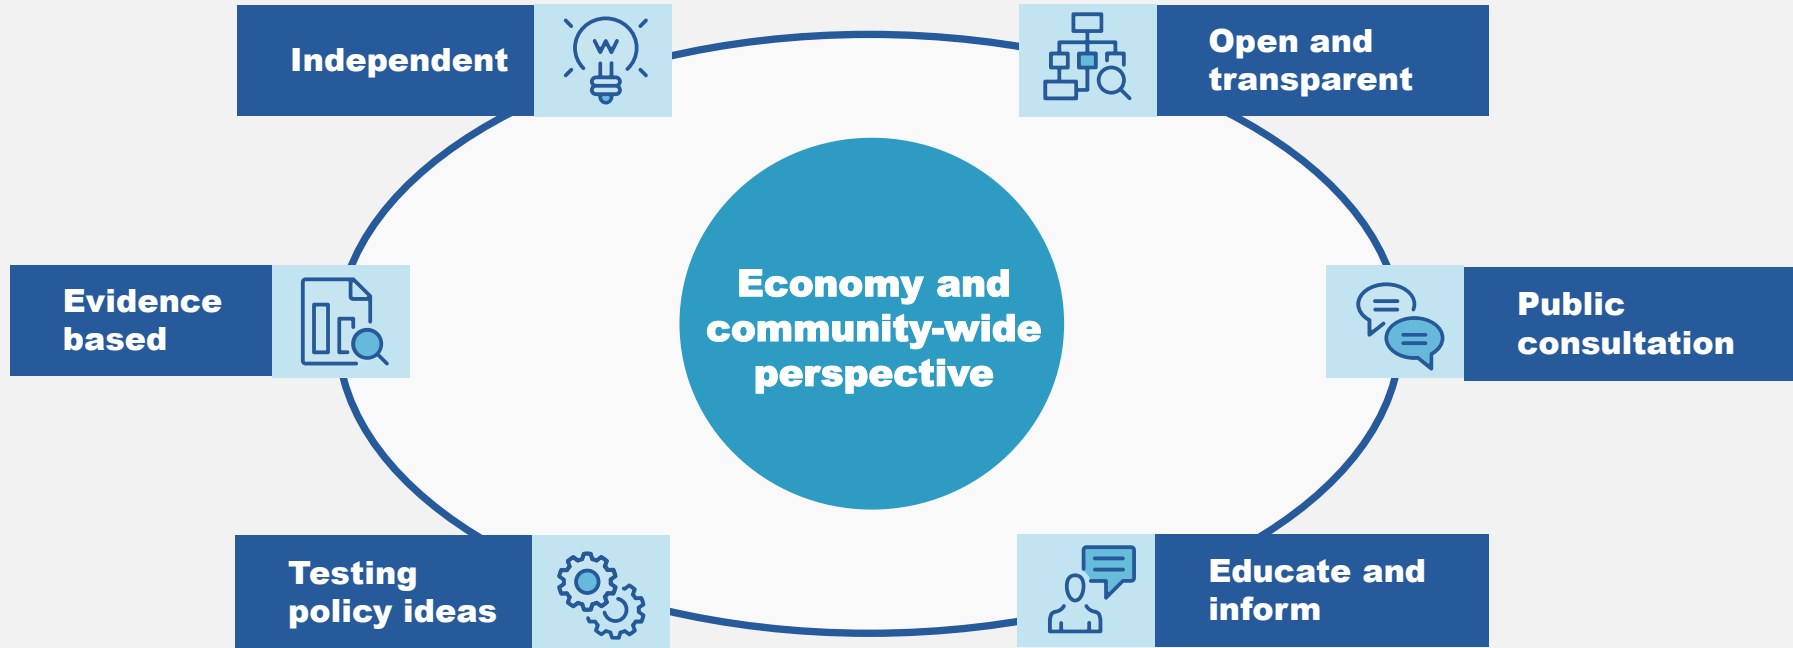 Independent
Open and
transparent
Evidence
based
Economy and
community-wide
perspective
Public
consultation
Testing
policy ideas
Educate and
inform